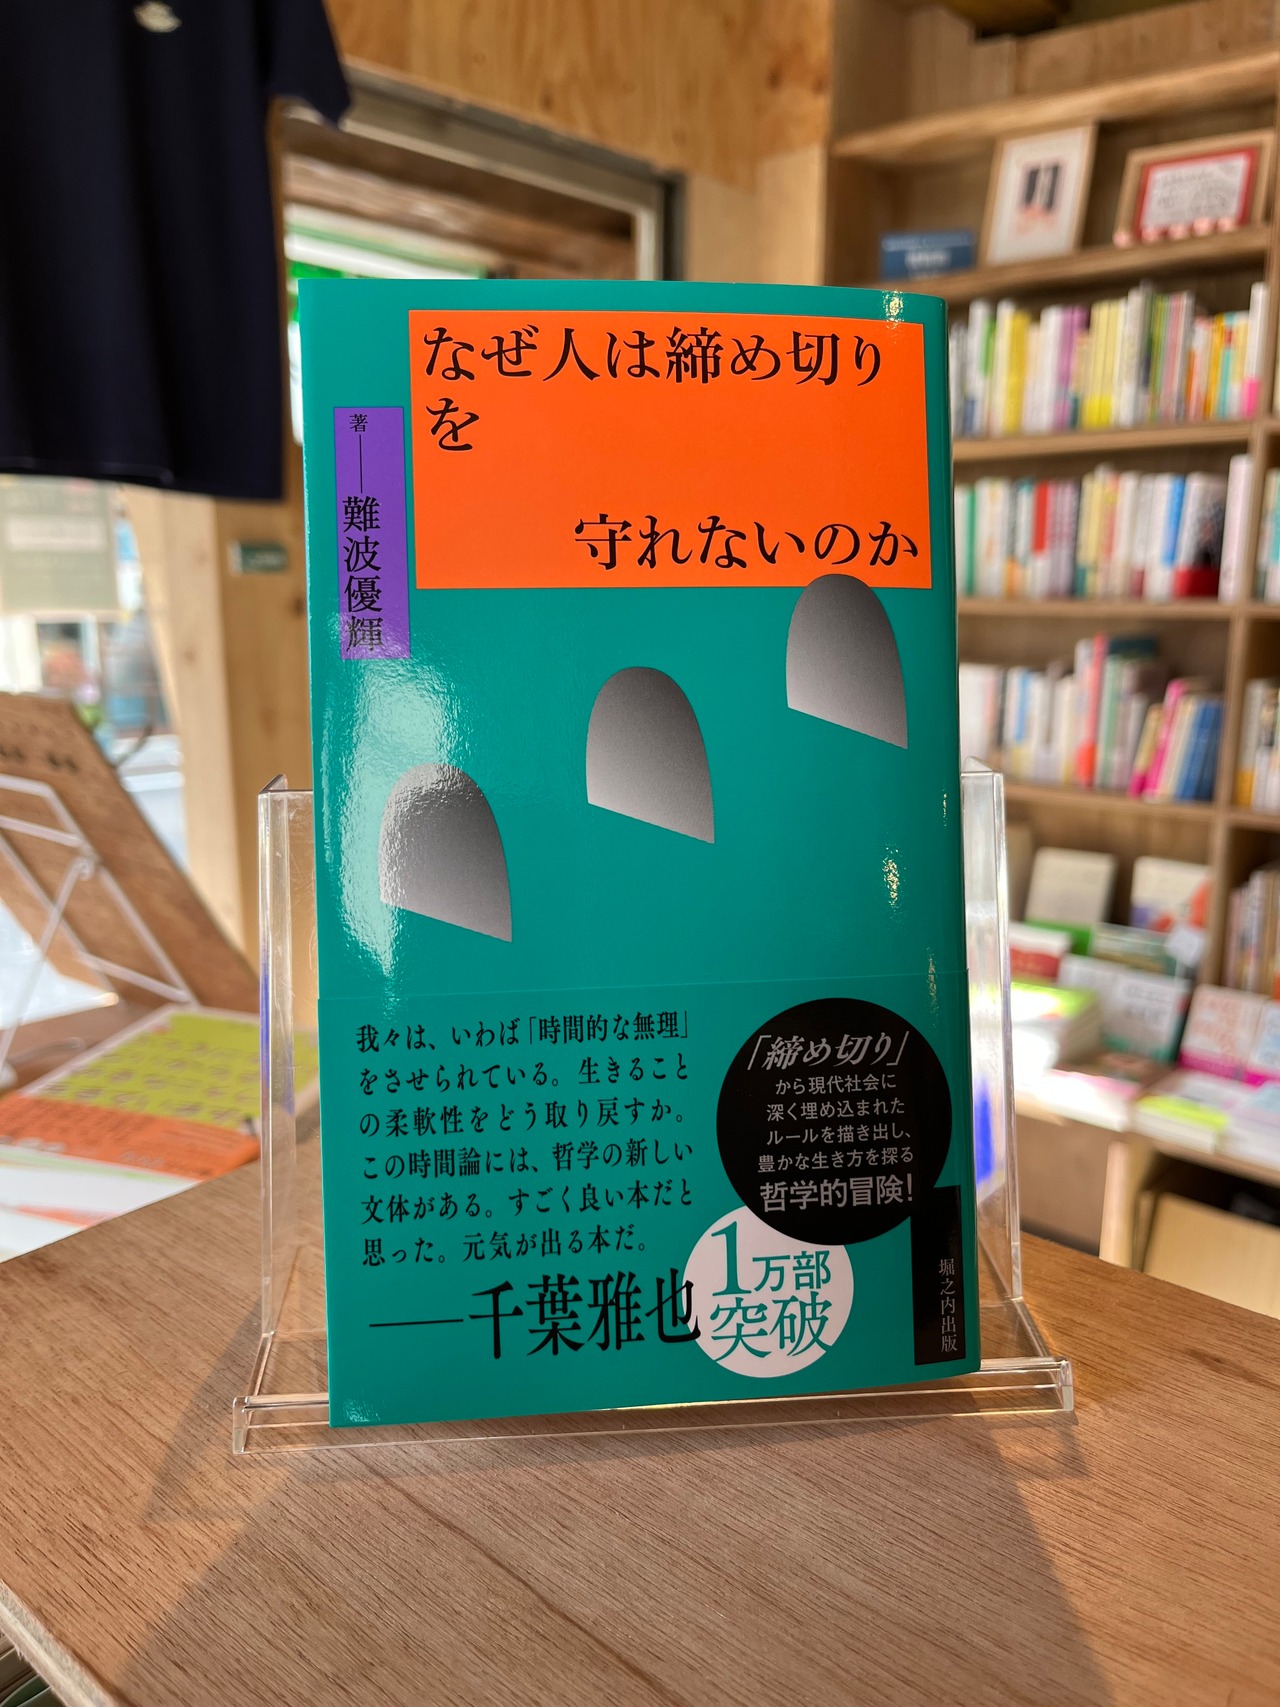 なぜ人は締め切り
を
守れないのか
著——難波優輝
我々は、いわば「時間的な無理」
をさせられている。生きること
の柔軟性をどう取り戻すか。
この時間論には、哲学の新しい
文体がある。すごく良い本だと
思った。元気が出る本だ。
——千葉雅也
「締め切り」
から現代社会に
深く埋め込まれた
ルールを描き出し、
豊かな生き方を探る
哲学的冒険!
1万部
突破
堀之内出版